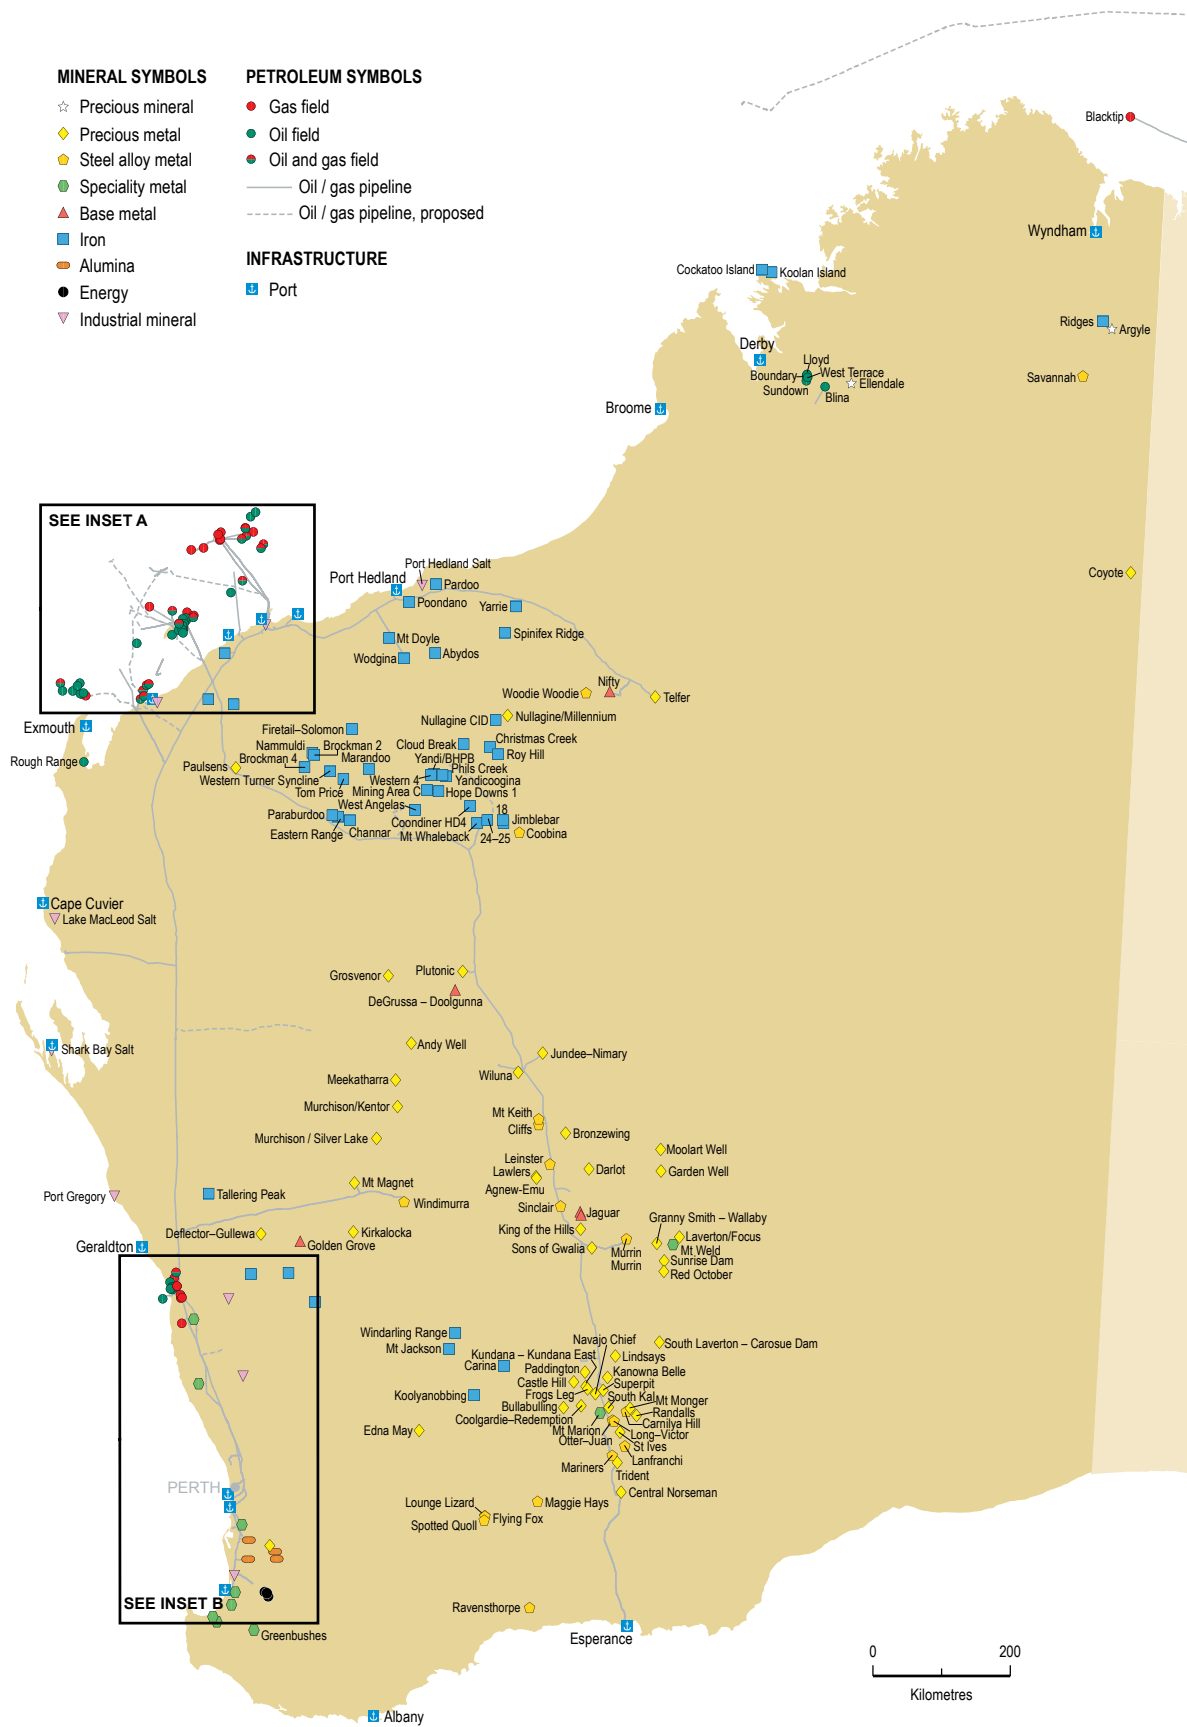 MINERAL SYMBOLS
Precious mineral
Precious metal
Steel alloy metal
Speciality metal
Base metal
Iron
Alumina
Energy
Industrial mineral
PETROLEUM SYMBOLS
Gas field
Oil field
Oil and gas field
Oil / gas pipeline
Oil / gas pipeline, proposed
INFRASTRUCTURE
Port
Blacktip
Wyndham
Cockatoo Island
Koolan Island
Ridges
Argyle
Derby
Lloyd
Boundary
West Terrace
Sundown
Ellendale
Blina
Savannah
Broome
SEE INSET A
Port Hedland Salt
Port Hedland
Pardoo
Poondano
Yarrie
Coyote
Mt Doyle
Spinifex Ridge
Wodgina
Abydos
Nifty
Woodie Woodie
Telfer
Exmouth
Nullagine CID
Nullagine/Millennium
Firetail–Solomon
Nammuldi
Brockman 2
Cloud Break
Christmas Creek
Roy Hill
Rough Range
Paulsens
Brockman 4
Marandoo
Yandi/BHPB
Phils Creek
Western Turner Syncline
Western 4
Yandicoogina
Tom Price
Mining Area C
Hope Downs 1
West Angelas
18
Paraburdoo
Coondiner HD4
Jimblebar
Eastern Range
Channar
Mt Whaleback
24–25
Coobina
Cape Cuvier
Lake MacLeod Salt
Grosvenor
Plutonic
DeGrussa – Doolgunna
Shark Bay Salt
Andy Well
Jundee–Nimary
Meekatharra
Wiluna
Murchison/Kentor
Mt Keith
Cliffs
Bronzewing
Murchison / Silver Lake
Moolart Well
Leinster
Lawlers
Darlot
Garden Well
Agnew-Emu
Mt Magnet
Port Gregory
Tallering Peak
Windimurra
Sinclair
Jaguar
Granny Smith – Wallaby
Deflector–Gullewa
Kirkalocka
King of the Hills
Laverton/Focus
Geraldton
Golden Grove
Sons of Gwalia
Murrin
Murrin
Mt Weld
Sunrise Dam
Red October
Windarling Range
Navajo Chief
South Laverton – Carosue Dam
Mt Jackson
Kundana – Kundana East
Lindsays
Carina
Paddington
Kanowna Belle
Castle Hill
Superpit
Koolyanobbing
Frogs Leg
South Kal
Mt Monger
Bullabulling
Randalls
Coolgardie–Redemption
Carnilya Hill
Edna May
Mt Marion
Long–Victor
Otter–Juan
St Ives
Lanfranchi
Mariners
Trident
PERTH
Central Norseman
Lounge Lizard
Maggie Hays
Spotted Quoll
Flying Fox
SEE INSET B
Ravensthorpe
Greenbushes
Esperance
0
200
Kilometres
Albany